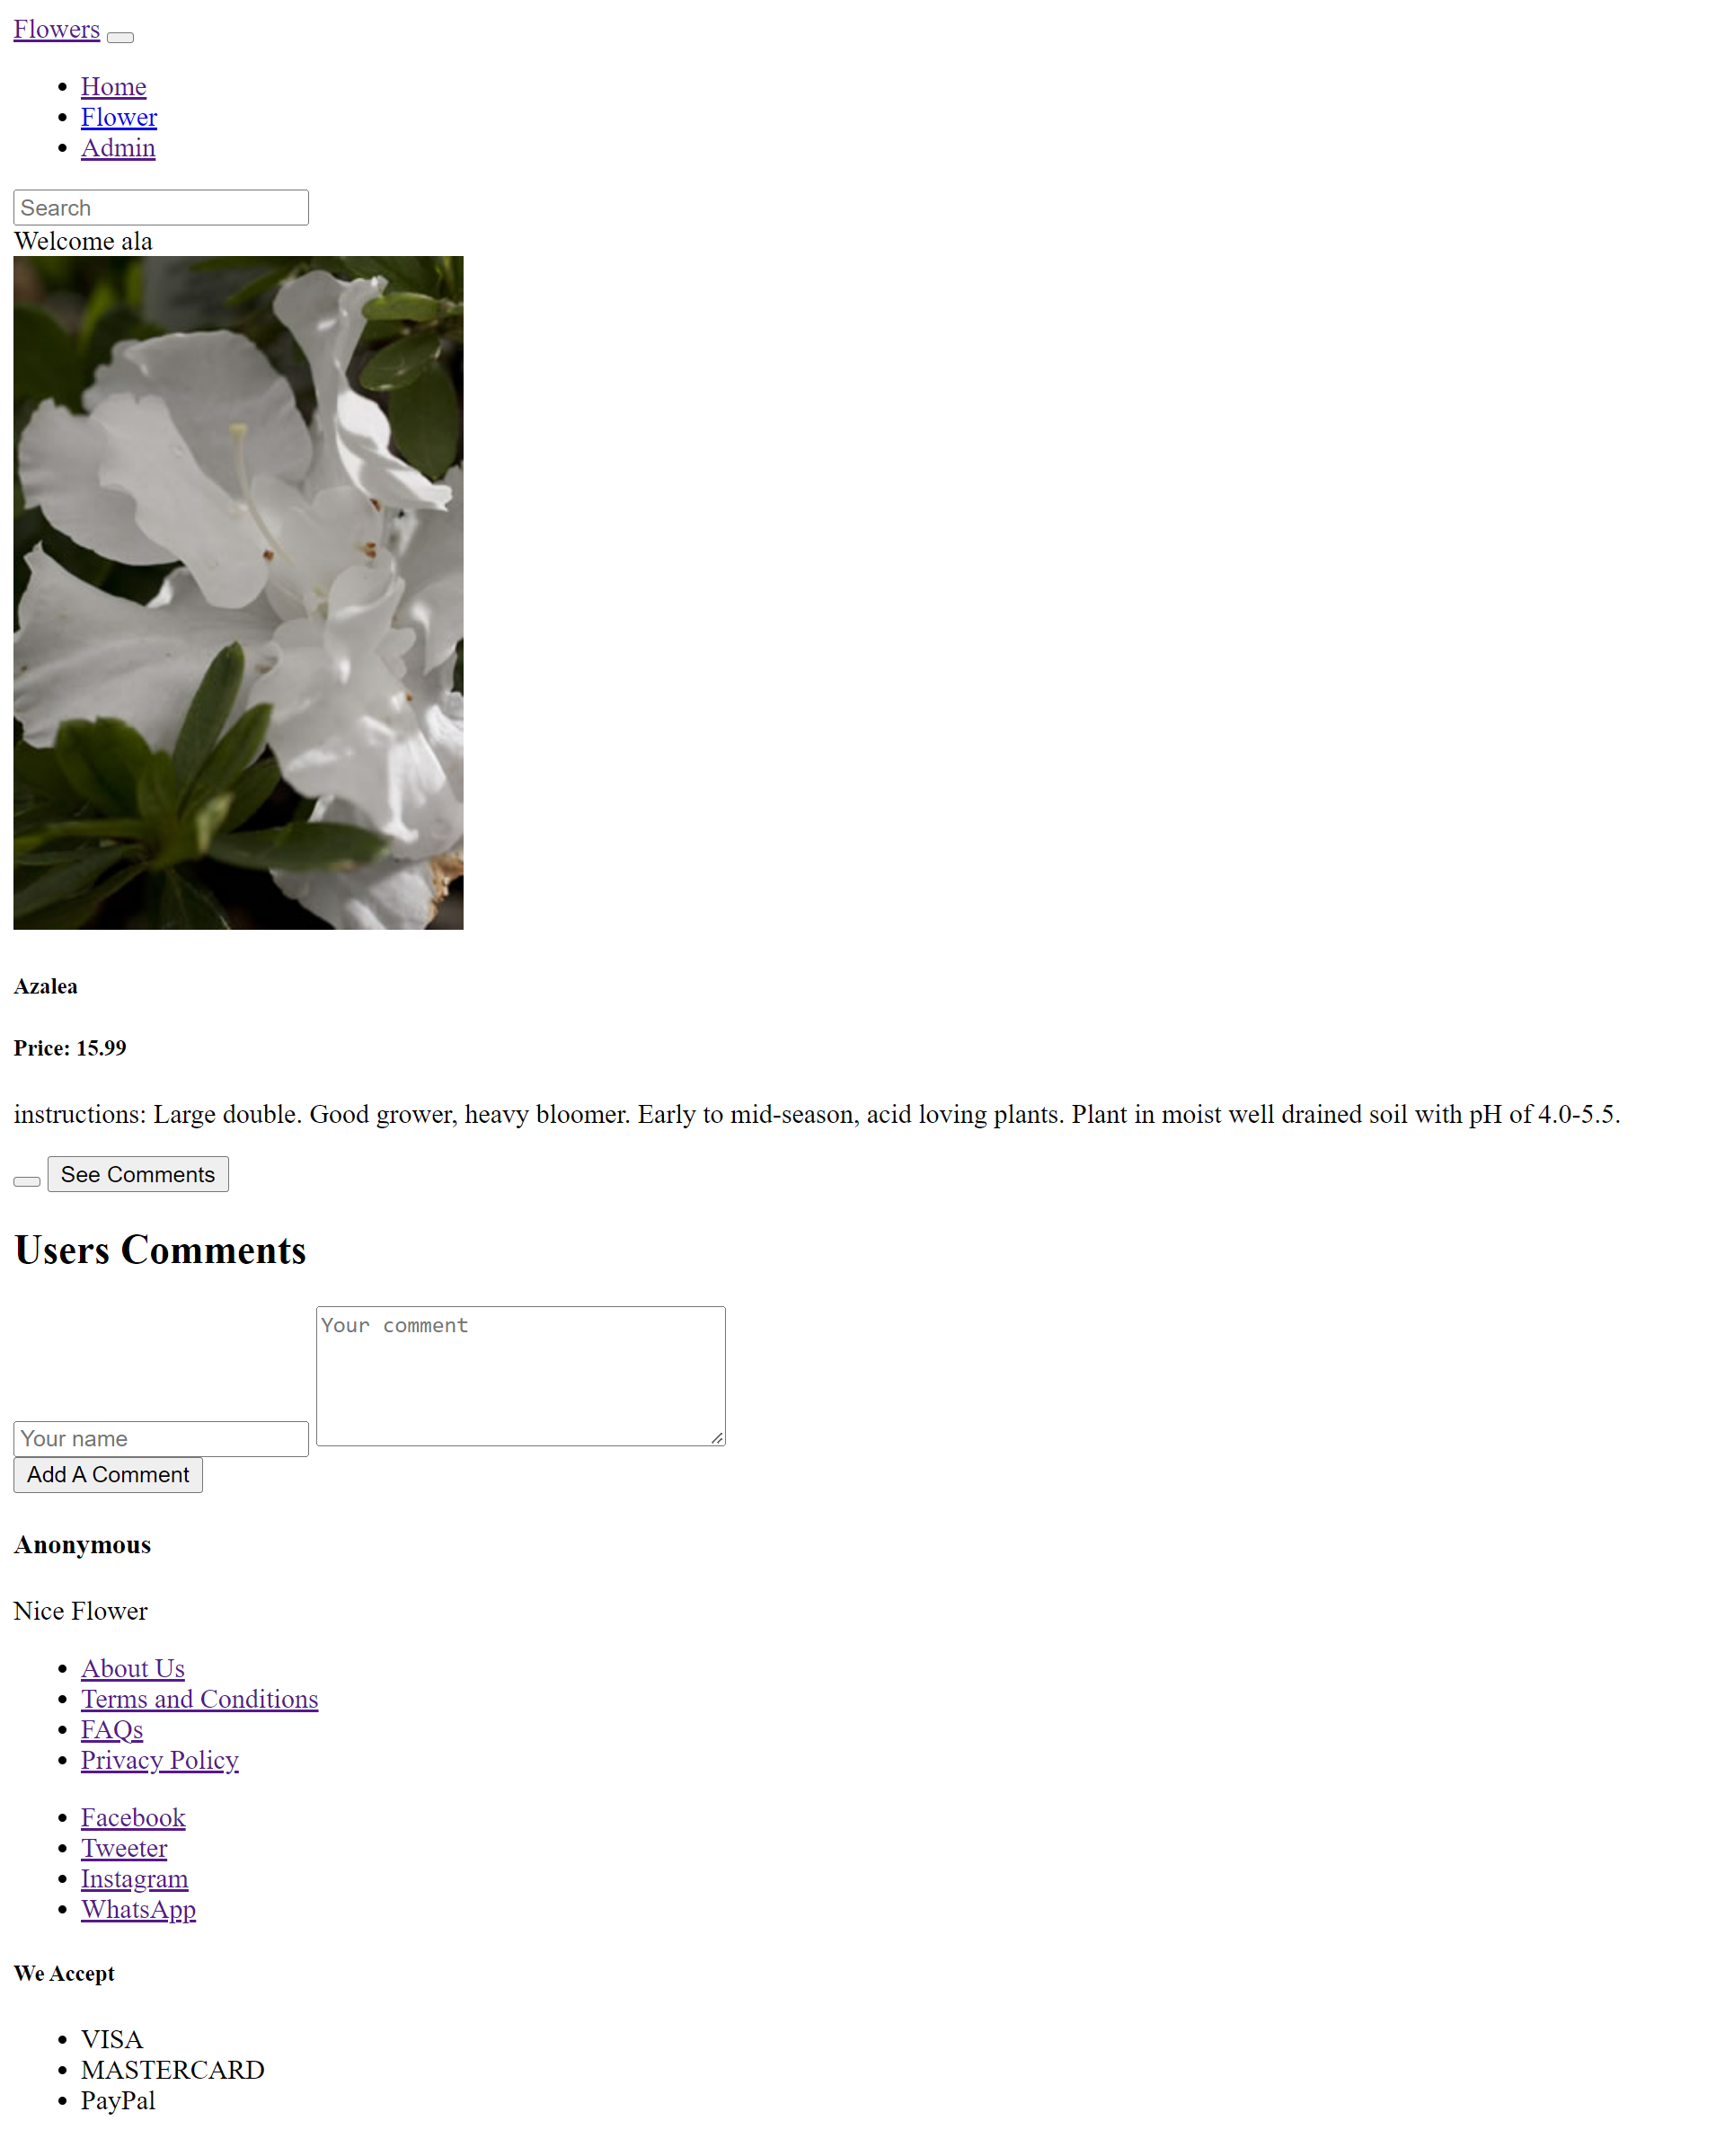 Flowers
Home
Flower
Admin
Search
Welcome ala
Azalea
Price: 15.99
instructions: Large double. Good grower, heavy bloomer. Early to mid-season, acid loving plants. Plant in moist well drained soil with pH of 4.0-5.5.
See Comments
Users Comments
Your comment
Your name
Add A Comment
Anonymous
Nice Flower
About Us
Terms and Conditions
FAQs
Privacy Policy
Facebook
Tweeter
Instagram
WhatsApp
We Accept
VISA
MASTERCARD
PayPal